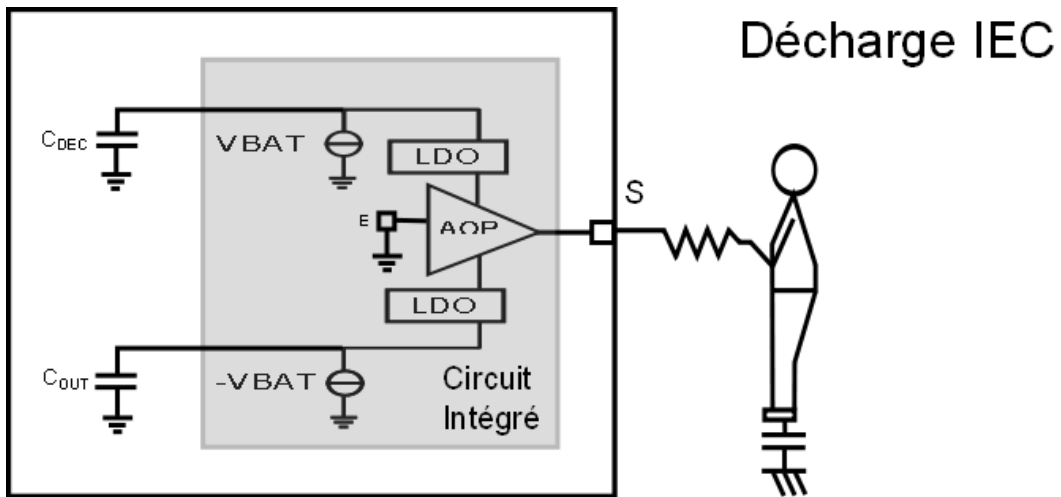 Décharge IEC
CDEC
VBAT
LDO
S
E
AOP
LDO
COUT
-VBAT
Circuit
Intégré